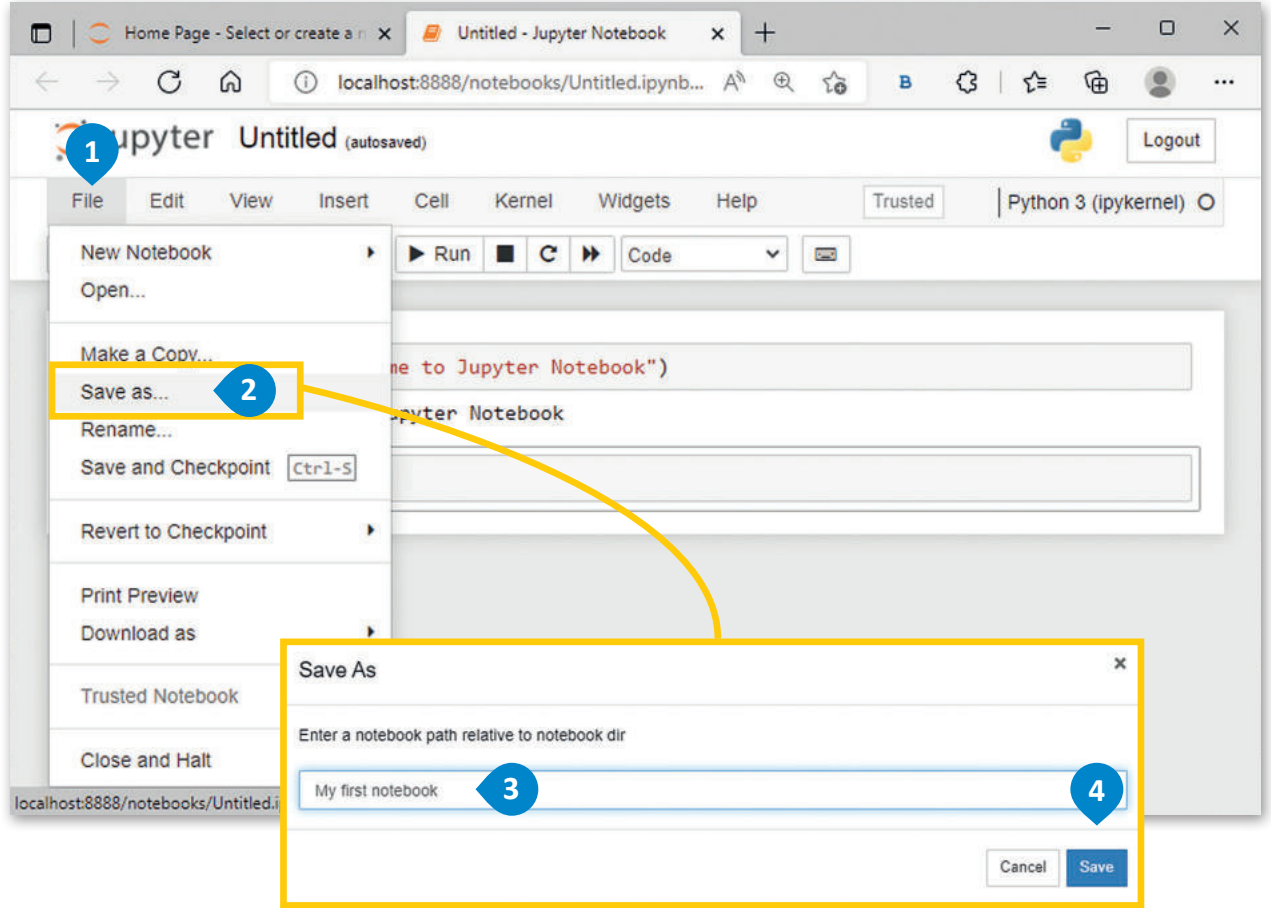 Home Page - Select or create a n
Untitled - Jupyter Notebook
localhost:8888/notebooks/Untitled.ipynb...
B
upyter Untitled (autosaved)
Logout
1
File Edit View Insert Cell Kernel Widgets Help Trusted Python 3 (ipykernel)
New Notebook
Run Code
Open...
Make a Copy...
me to Jupyter Notebook")
Save as... 2
upyter Notebook
Rename...
Save and Checkpoint Ctrl-S
Revert to Checkpoint
Print Preview
Download as
Trusted Notebook
Close and Halt
localhost:8888/notebooks/Untitled.i
Save As
Enter a notebook path relative to notebook dir
My first notebook 3 4
Cancel Save